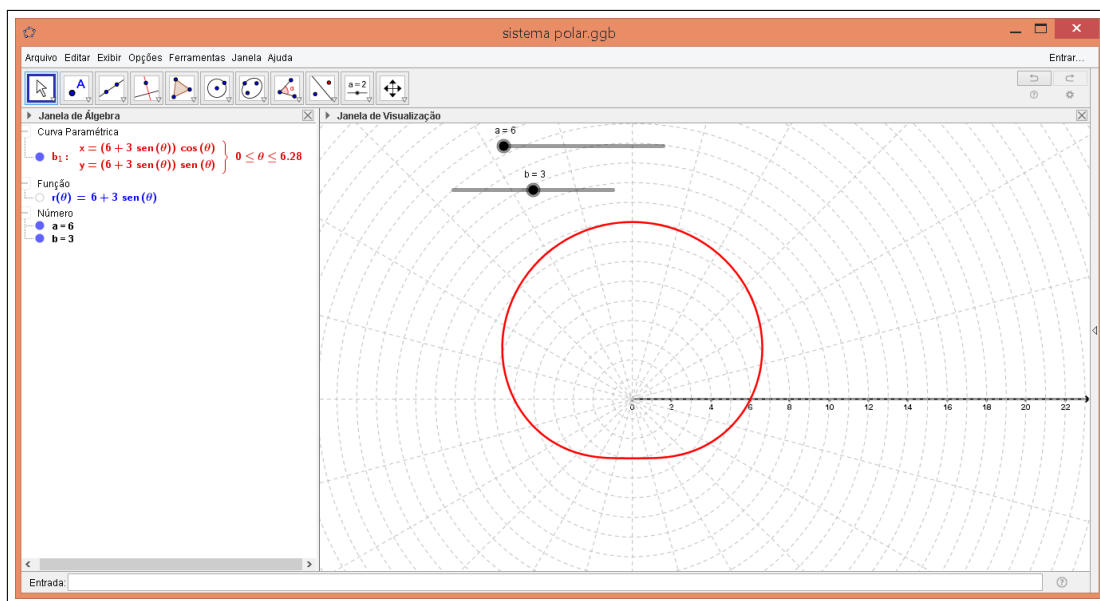 sistema polar.ggb
Arquivo Editar Exibir Opções Ferramentas Janela Ajuda
Entrar...
A
α
a=2
Janela de Álgebra
Janela de Visualização
Curva Paramétrica
b₁ : x = (6 + 3 sen(θ)) cos(θ)
y = (6 + 3 sen(θ)) sen(θ)
} 0 ≤ θ ≤ 6.28
Função
r(θ) = 6 + 3 sen(θ)
Número
a = 6
b = 3
a = 6
b = 3
0 2 4 6 8 10 12 14 16 18 20 22
Entrada: